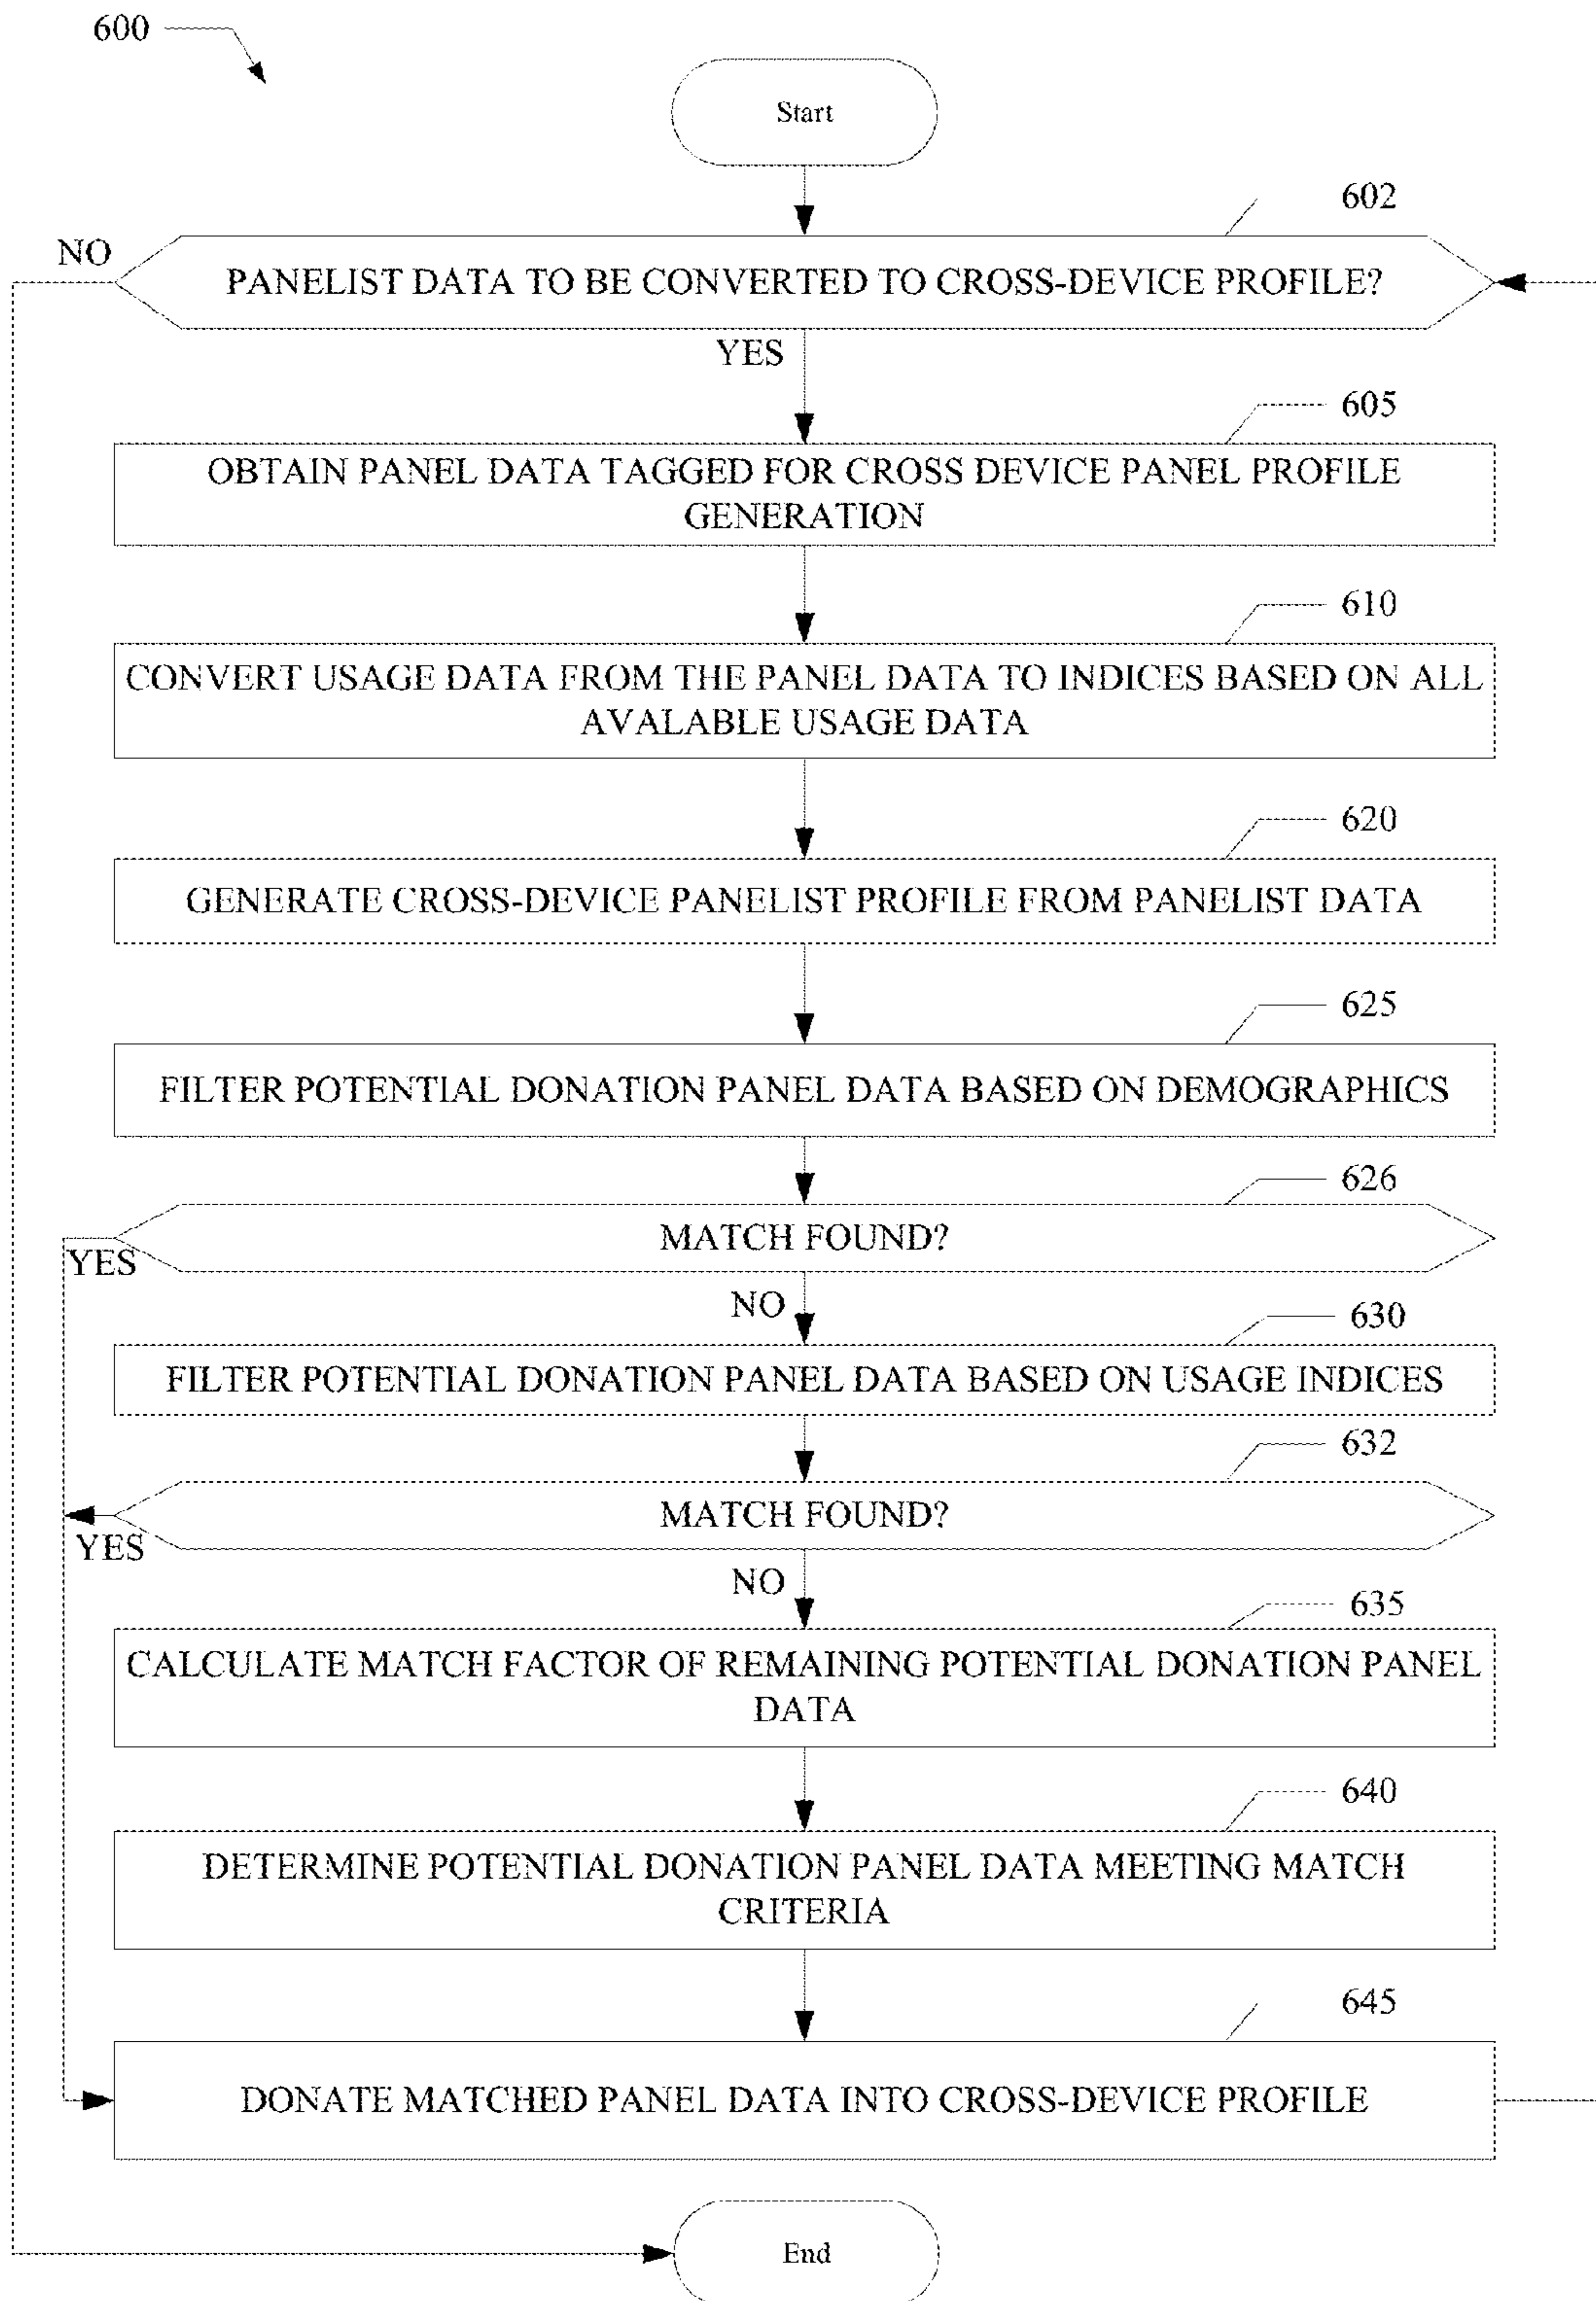 600
Start
602
NO
PANELIST DATA TO BE CONVERTED TO CROSS-DEVICE PROFILE?
YES
605
OBTAIN PANEL DATA TAGGED FOR CROSS DEVICE PANEL PROFILE
GENERATION
610
CONVERT USAGE DATA FROM THE PANEL DATA TO INDICES BASED ON ALL
AVALABLE USAGE DATA
620
GENERATE CROSS-DEVICE PANELIST PROFILE FROM PANELIST DATA
625
FILTER POTENTIAL DONATION PANEL DATA BASED ON DEMOGRAPHICS
626
MATCH FOUND?
YES
NO
630
FILTER POTENTIAL DONATION PANEL DATA BASED ON USAGE INDICES
632
MATCH FOUND?
YES
NO
635
CALCULATE MATCH FACTOR OF REMAINING POTENTIAL DONATION PANEL
DATA
640
DETERMINE POTENTIAL DONATION PANEL DATA MEETING MATCH
CRITERIA
645
DONATE MATCHED PANEL DATA INTO CROSS-DEVICE PROFILE
End